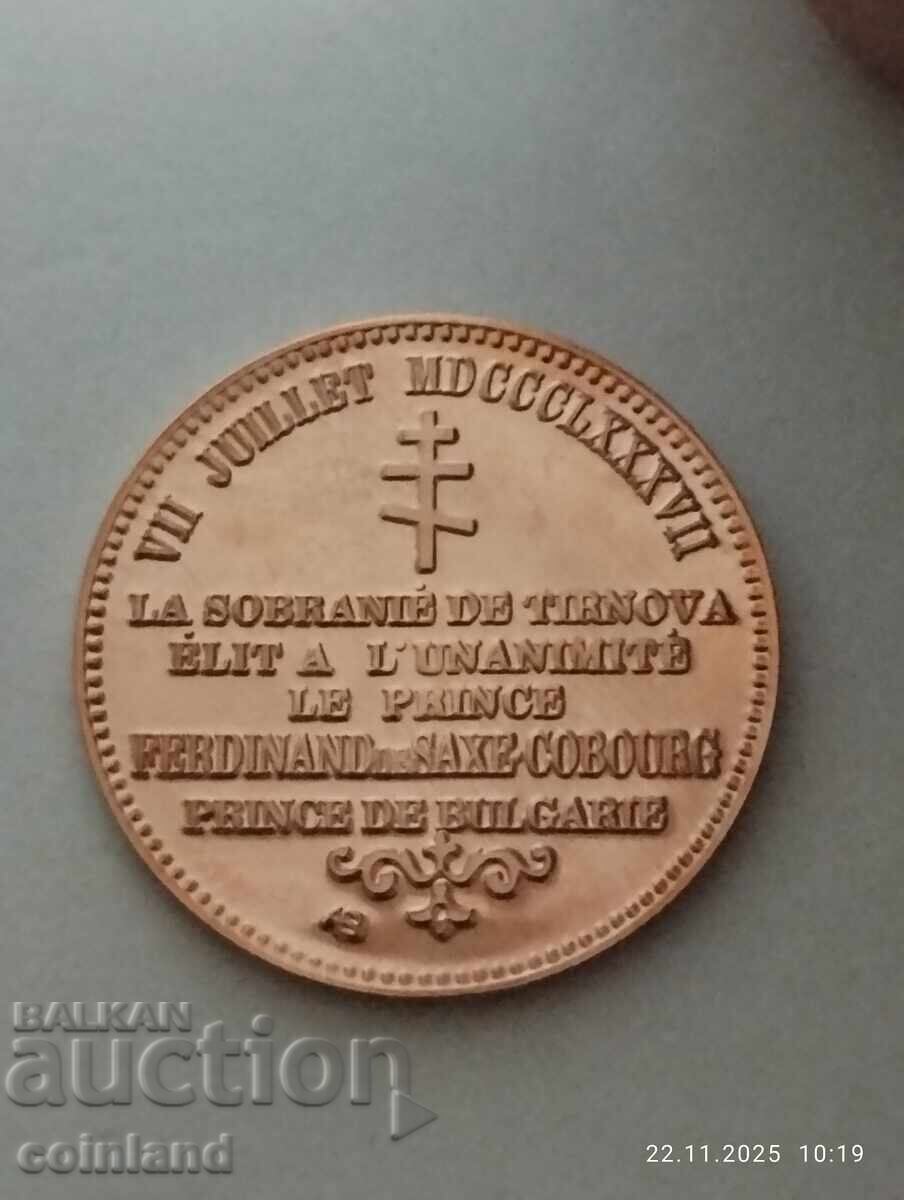 VII JUILLET MDCCCLXXXVII
LA SOBRANIÉ DE TIRNOVA
ÉLIT A L'UNANIMITÉ
LE PRINCE
FERDINAND DE SAXE-COBOURG
PRINCE DE BULGARIE
AB
BALKAN
auction
coinland
22.11.2025 10:19